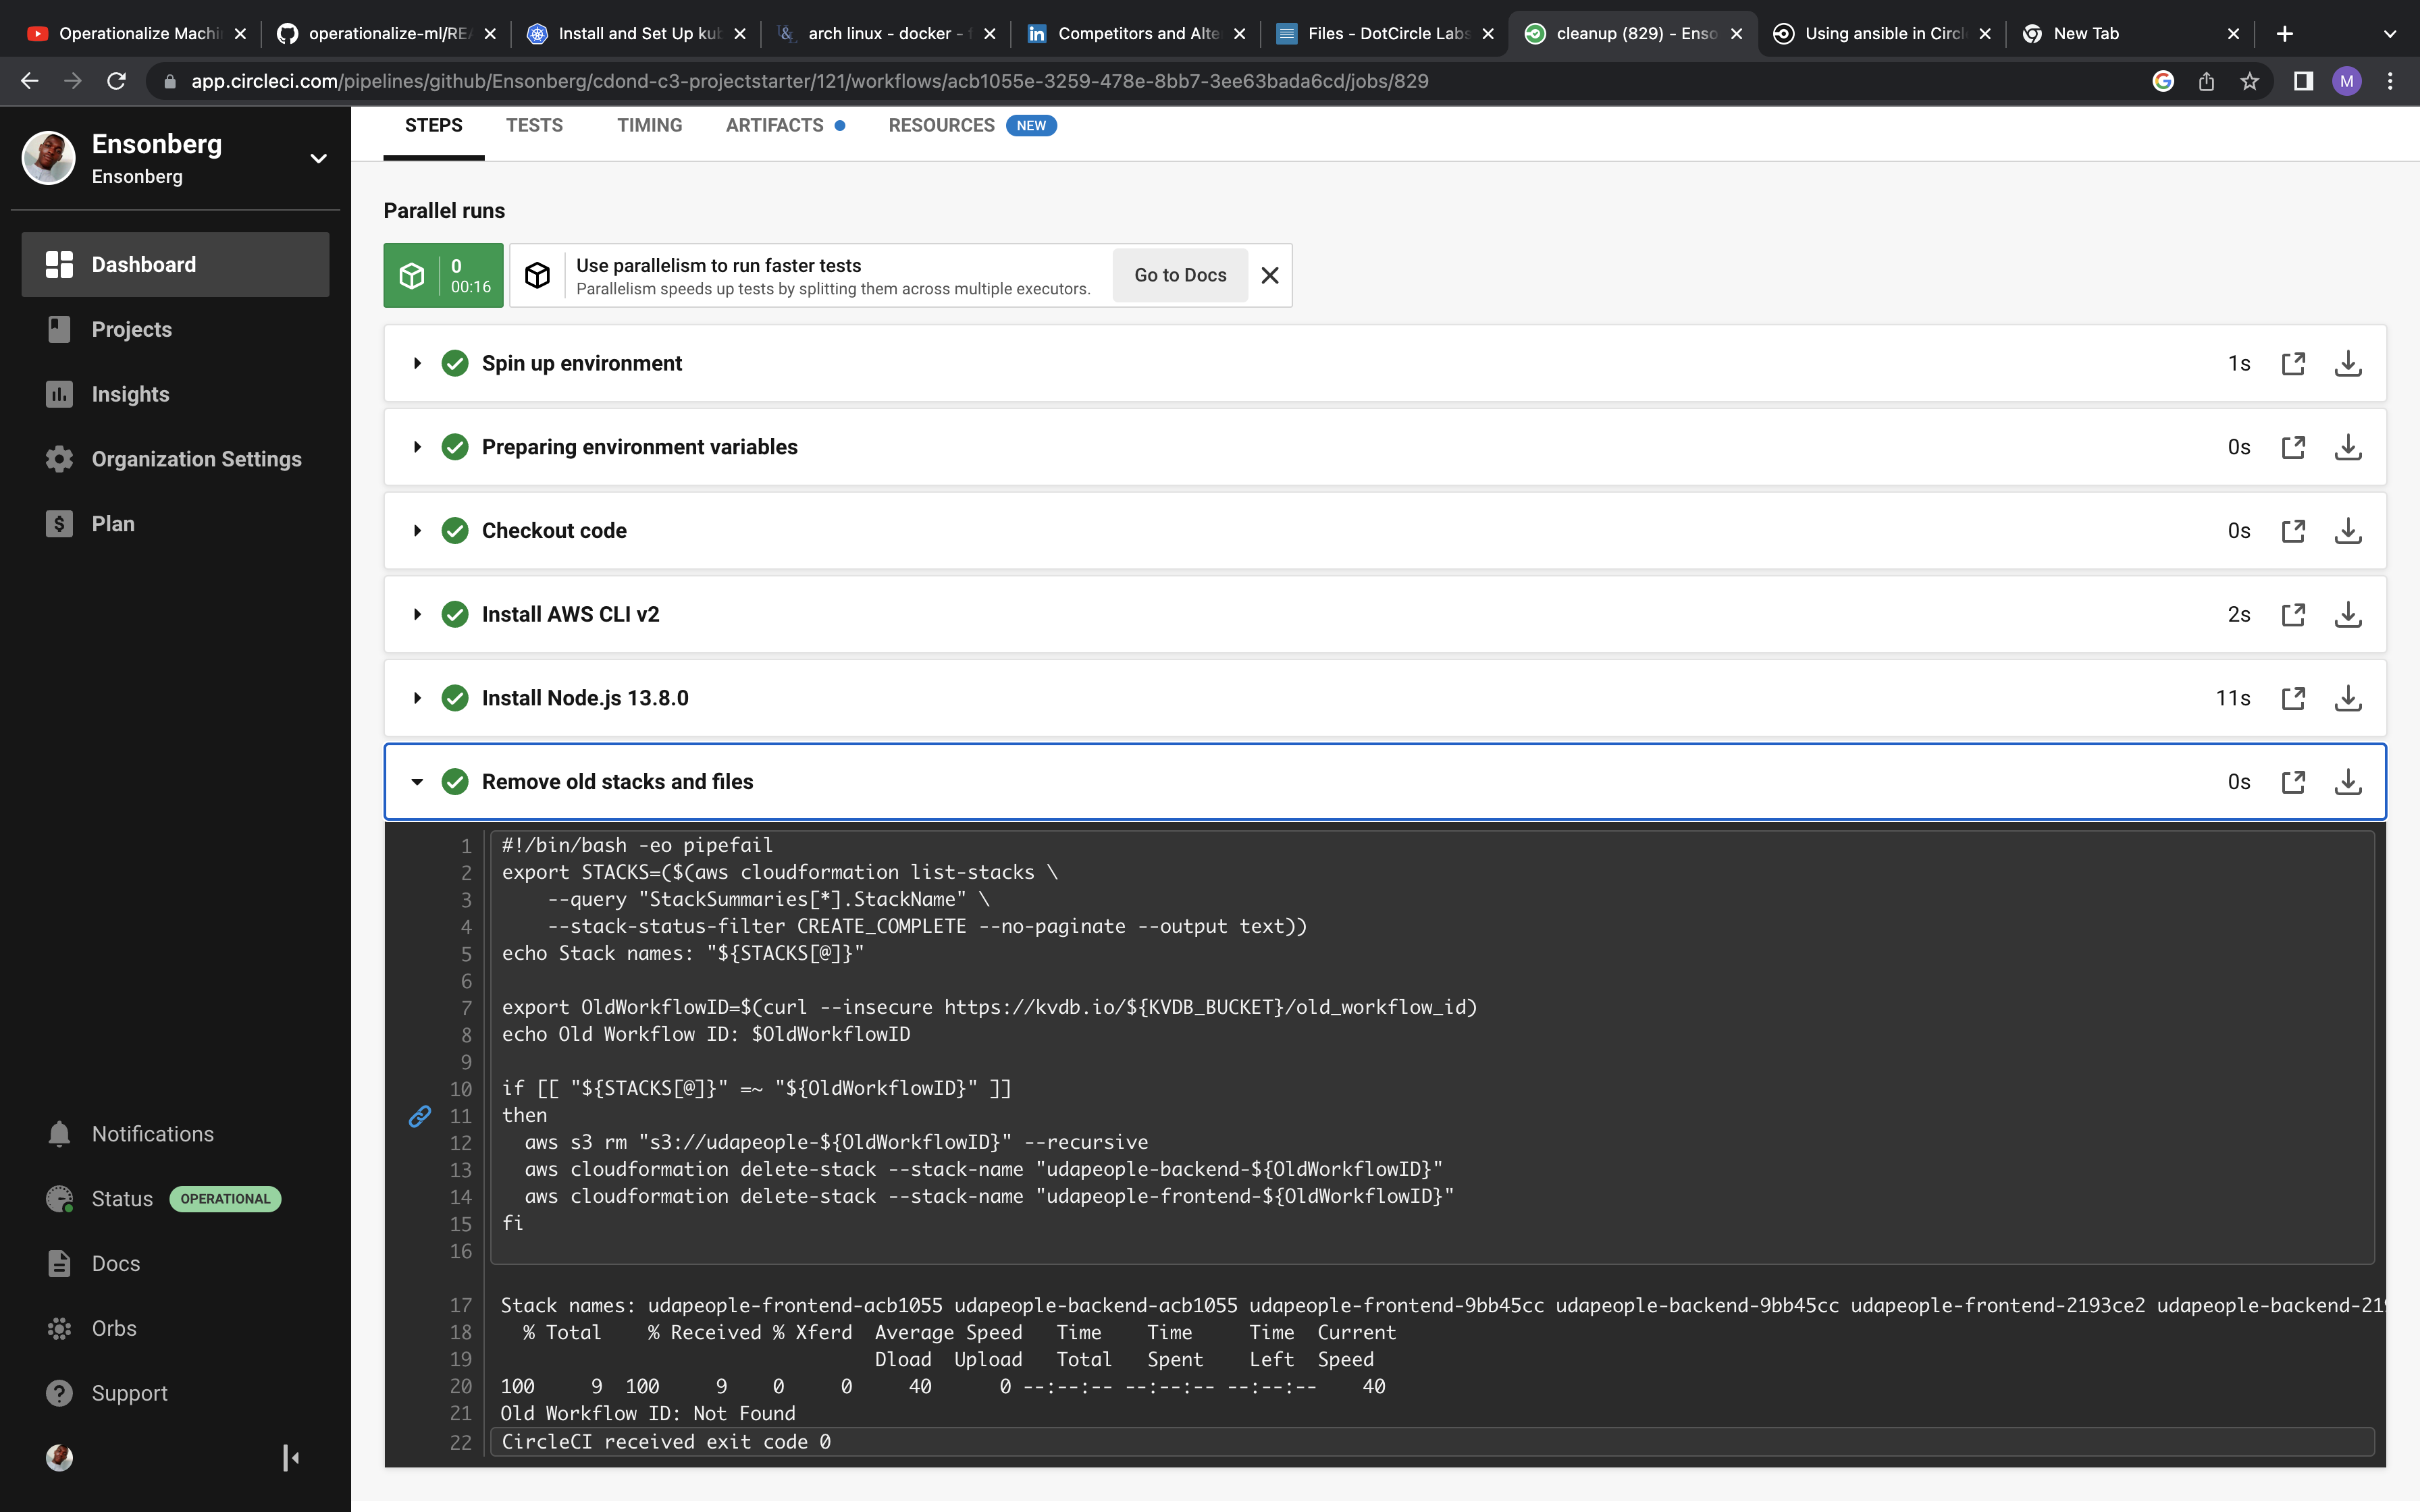 Operationalize Machi
operationalize-ml/REA
Install and Set Up kub
arch linux - docker - f
Competitors and Alte
Files - DotCircle Labs
cleanup (829) - Enso
Using ansible in Circl
New Tab
app.circleci.com/pipelines/github/Ensonberg/cdond-c3-projectstarter/121/workflows/acb1055e-3259-478e-8bb7-3ee63bada6cd/jobs/829
M
Ensonberg
Ensonberg
Dashboard
Projects
Insights
Organization Settings
Plan
Notifications
Status OPERATIONAL
Docs
Orbs
Support
STEPS TESTS TIMING ARTIFACTS RESOURCES NEW
Parallel runs
0
00:16
Use parallelism to run faster tests
Parallelism speeds up tests by splitting them across multiple executors.
Go to Docs
Spin up environment 1s
Preparing environment variables 0s
Checkout code 0s
Install AWS CLI v2 2s
Install Node.js 13.8.0 11s
Remove old stacks and files 0s
1 #!/bin/bash -eo pipefail
2 export STACKS=($(aws cloudformation list-stacks \
3     --query "StackSummaries[*].StackName" \
4     --stack-status-filter CREATE_COMPLETE --no-paginate --output text))
5 echo Stack names: "${STACKS[@]}"
6
7 export OldWorkflowID=$(curl --insecure https://kvdb.io/${KVDB_BUCKET}/old_workflow_id)
8 echo Old Workflow ID: $OldWorkflowID
9
10 if [[ "${STACKS[@]}" =~ "${OldWorkflowID}" ]]
11 then
12   aws s3 rm "s3://udapeople-${OldWorkflowID}" --recursive
13   aws cloudformation delete-stack --stack-name "udapeople-backend-${OldWorkflowID}"
14   aws cloudformation delete-stack --stack-name "udapeople-frontend-${OldWorkflowID}"
15 fi
16
17 Stack names: udapeople-frontend-acb1055 udapeople-backend-acb1055 udapeople-frontend-9bb45cc udapeople-backend-9bb45cc udapeople-frontend-2193ce2 udapeople-backend-219
18   % Total    % Received % Xferd  Average Speed   Time    Time     Time  Current
19                                  Dload  Upload   Total   Spent    Left  Speed
20 100     9  100     9    0     0     40      0 --:--:-- --:--:-- --:--:--    40
21 Old Workflow ID: Not Found
22 CircleCI received exit code 0